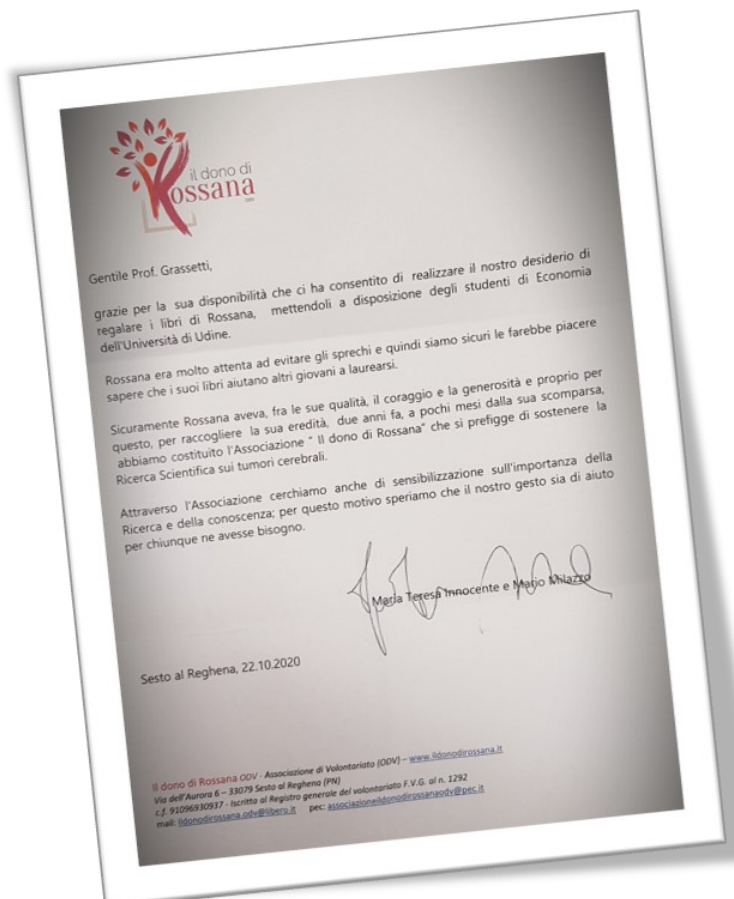 il dono di
Rossana
Gentile Prof. Grassetti,
grazie per la sua disponibilità che ci ha consentito di realizzare il nostro desiderio di
regalare i libri di Rossana, mettendoli a disposizione degli studenti di Economia
dell'Università di Udine.
Rossana era molto attenta ad evitare gli sprechi e quindi siamo sicuri le farebbe piacere
sapere che i suoi libri aiutano altri giovani a laurearsi.
Sicuramente Rossana aveva, fra le sue qualità, il coraggio e la generosità e proprio per
questo, per raccogliere la sua eredità, due anni fa, a pochi mesi dalla sua scomparsa,
abbiamo costituito l'Associazione " Il dono di Rossana" che si prefigge di sostenere la
Ricerca Scientifica sui tumori cerebrali.
Attraverso l'Associazione cerchiamo anche di sensibilizzazione sull'importanza della
Ricerca e della conoscenza; per questo motivo speriamo che il nostro gesto sia di aiuto
per chiunque ne avesse bisogno.
Maria Teresa Innocente e Mario Milazzo
Sesto al Reghena, 22.10.2020
Il dono di Rossana ODV - Associazione di Volontariato (ODV) – www.ildonodirossana.it
Via dell'Aurora 6 – 33079 Sesto al Reghena (PN)
c.f. 91096930937 - Iscritto al Registro generale del volontariato F.V.G. al n. 1292
mail: ildonodirossana.odv@libero.it pec: associazioneildonodirossanaodv@pec.it